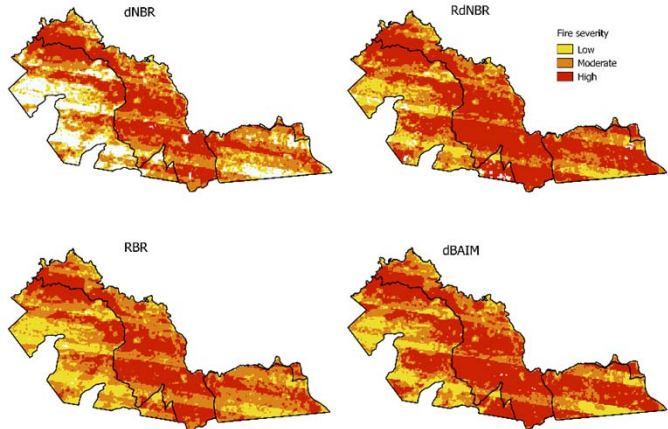 dNBR
RdNBR
Fire severity
Low
Moderate
High
RBR
dBAIM